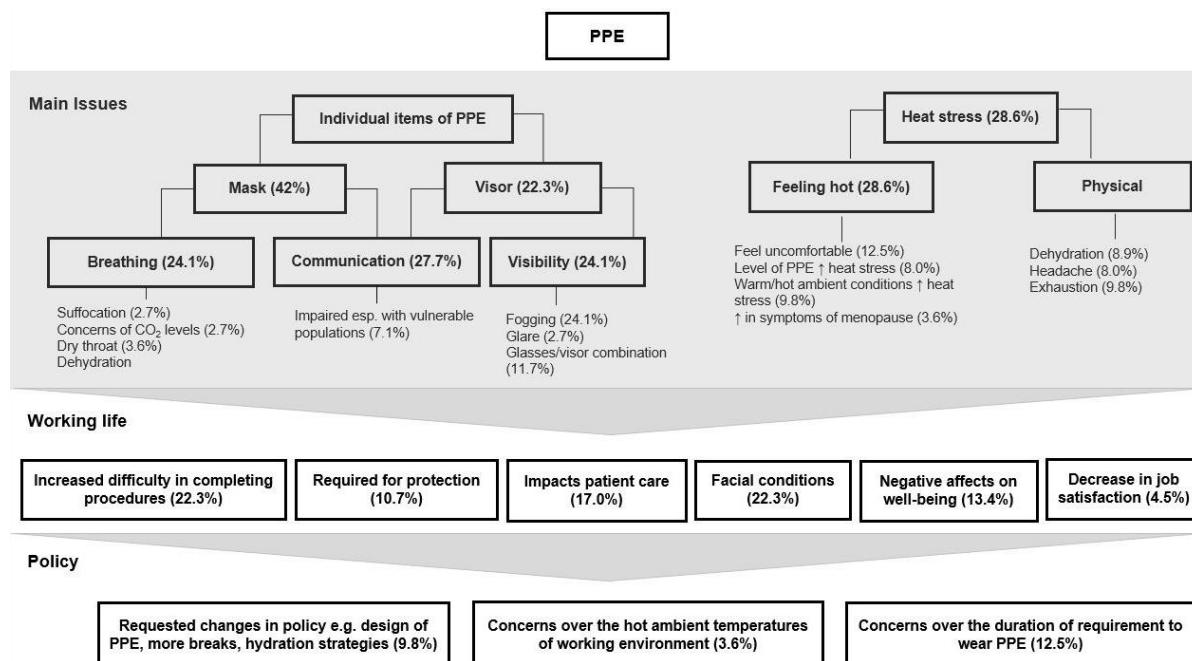 PPE
Main Issues
Individual items of PPE
Heat stress (28.6%)
Mask (42%)
Visor (22.3%)
Feeling hot (28.6%)
Physical
Breathing (24.1%)
Communication (27.7%)
Visibility (24.1%)
Suffocation (2.7%)
Concerns of CO₂ levels (2.7%)
Dry throat (3.6%)
Dehydration
Impaired esp. with vulnerable
populations (7.1%)
Fogging (24.1%)
Glare (2.7%)
Glasses/visor combination
(11.7%)
Feel uncomfortable (12.5%)
Level of PPE ↑ heat stress (8.0%)
Warm/hot ambient conditions ↑ heat
stress (9.8%)
↑ in symptoms of menopause (3.6%)
Dehydration (8.9%)
Headache (8.0%)
Exhaustion (9.8%)
Working life
Increased difficulty in completing
procedures (22.3%)
Required for protection
(10.7%)
Impacts patient care
(17.0%)
Facial conditions
(22.3%)
Negative affects on
well-being (13.4%)
Decrease in job
satisfaction (4.5%)
Policy
Requested changes in policy e.g. design of
PPE, more breaks, hydration strategies (9.8%)
Concerns over the hot ambient temperatures
of working environment (3.6%)
Concerns over the duration of requirement to
wear PPE (12.5%)